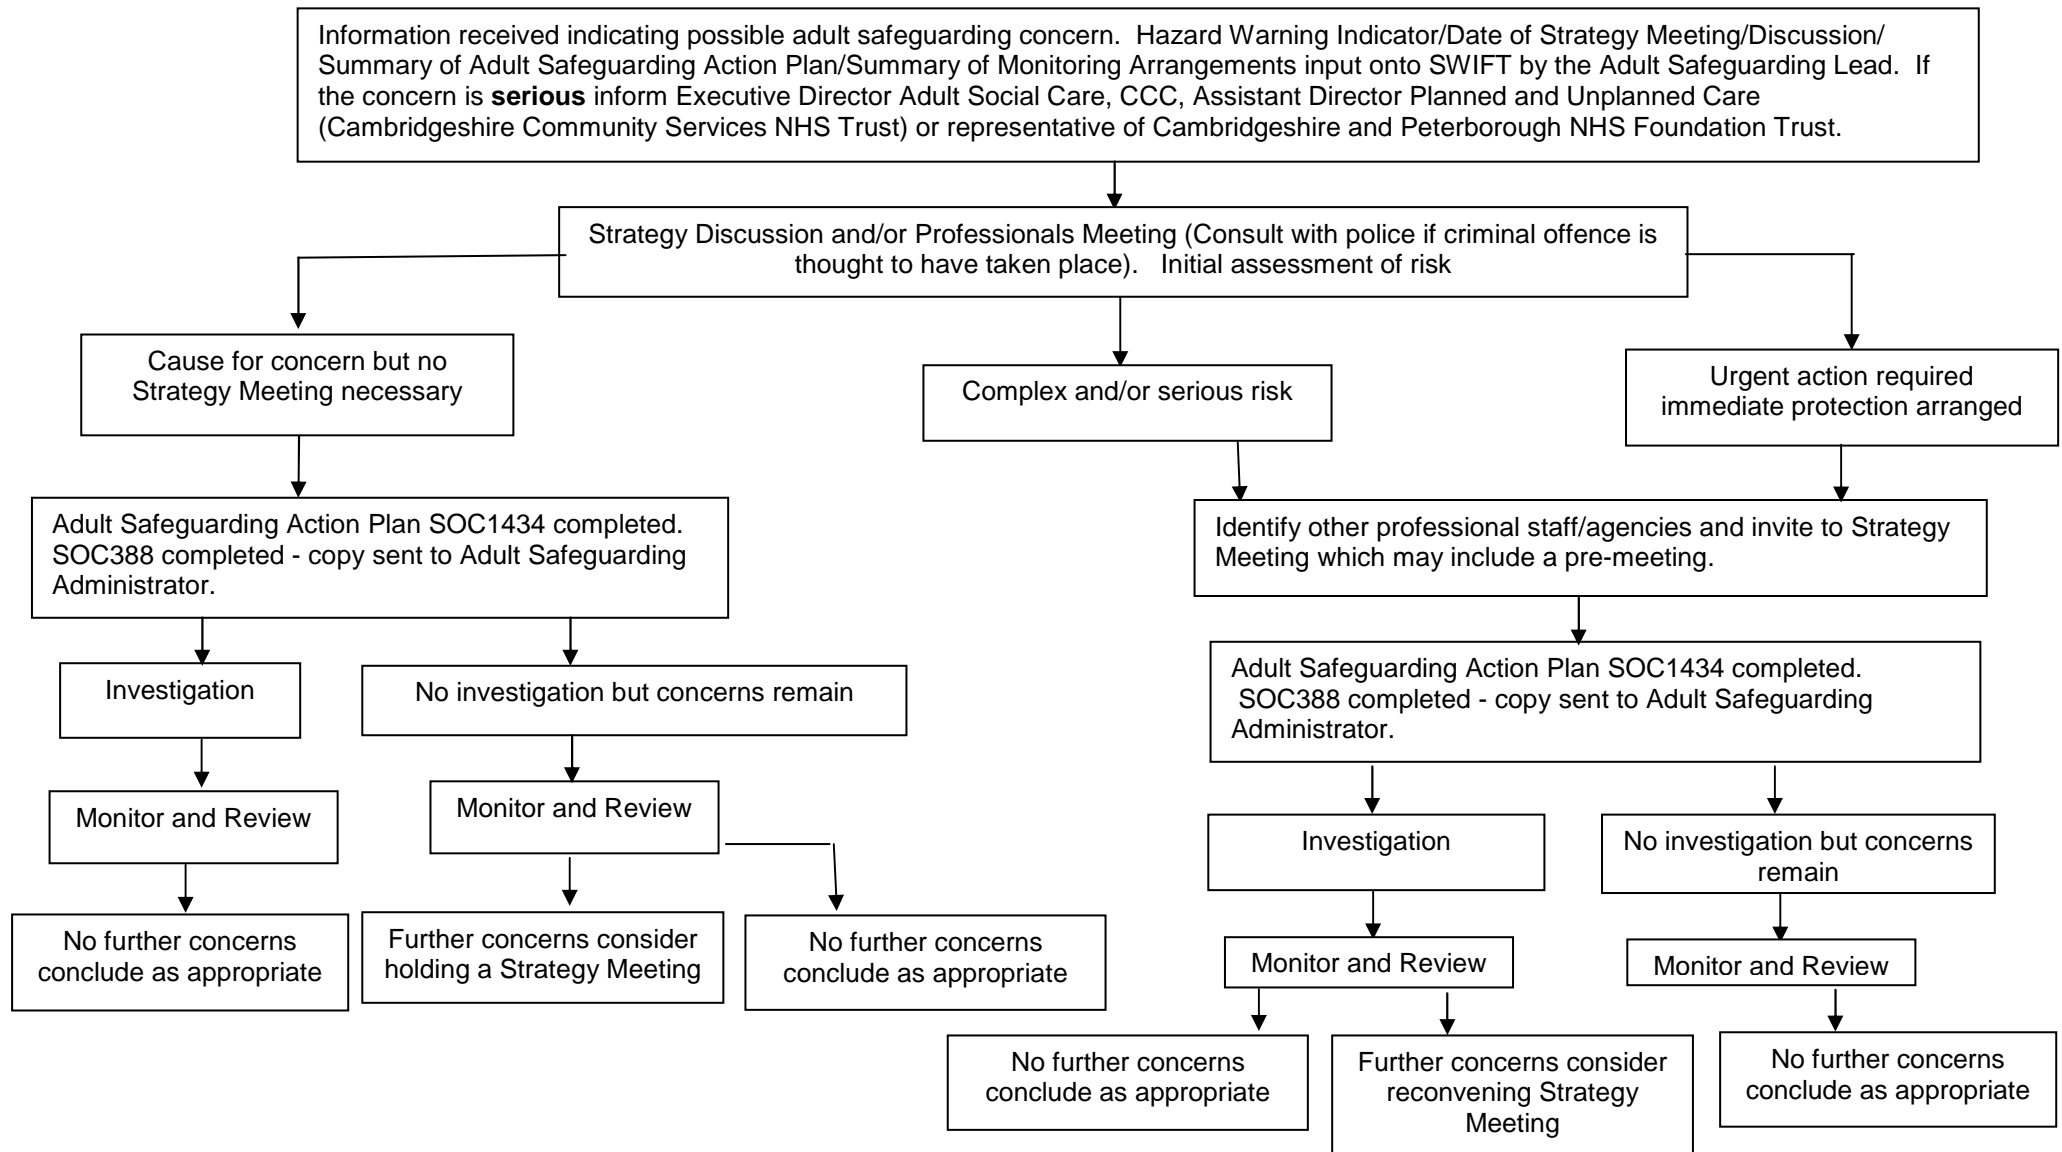 Information received indicating possible adult safeguarding concern.  Hazard Warning Indicator/Date of Strategy Meeting/Discussion/
Summary of Adult Safeguarding Action Plan/Summary of Monitoring Arrangements input onto SWIFT by the Adult Safeguarding Lead.  If
the concern is serious inform Executive Director Adult Social Care, CCC, Assistant Director Planned and Unplanned Care
(Cambridgeshire Community Services NHS Trust) or representative of Cambridgeshire and Peterborough NHS Foundation Trust.
Strategy Discussion and/or Professionals Meeting (Consult with police if criminal offence is
thought to have taken place).   Initial assessment of risk
Cause for concern but no
Strategy Meeting necessary
Complex and/or serious risk
Urgent action required
immediate protection arranged
Adult Safeguarding Action Plan SOC1434 completed.
SOC388 completed - copy sent to Adult Safeguarding
Administrator.
Identify other professional staff/agencies and invite to Strategy
Meeting which may include a pre-meeting.
Investigation
No investigation but concerns remain
Adult Safeguarding Action Plan SOC1434 completed.
SOC388 completed - copy sent to Adult Safeguarding
Administrator.
Monitor and Review
Monitor and Review
Investigation
No investigation but concerns
remain
No further concerns
conclude as appropriate
Further concerns consider
holding a Strategy Meeting
No further concerns
conclude as appropriate
Monitor and Review
Monitor and Review
No further concerns
conclude as appropriate
Further concerns consider
reconvening Strategy
Meeting
No further concerns
conclude as appropriate